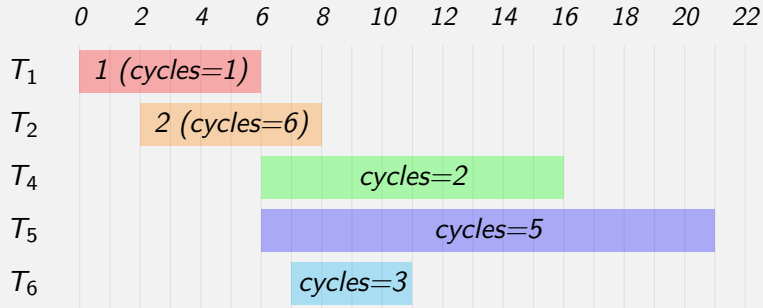 0 2 4 6 8 10 12 14 16 18 20 22
T₁ 1 (cycles=1)
T₂ 2 (cycles=6)
T₄ cycles=2
T₅ cycles=5
T₆ cycles=3